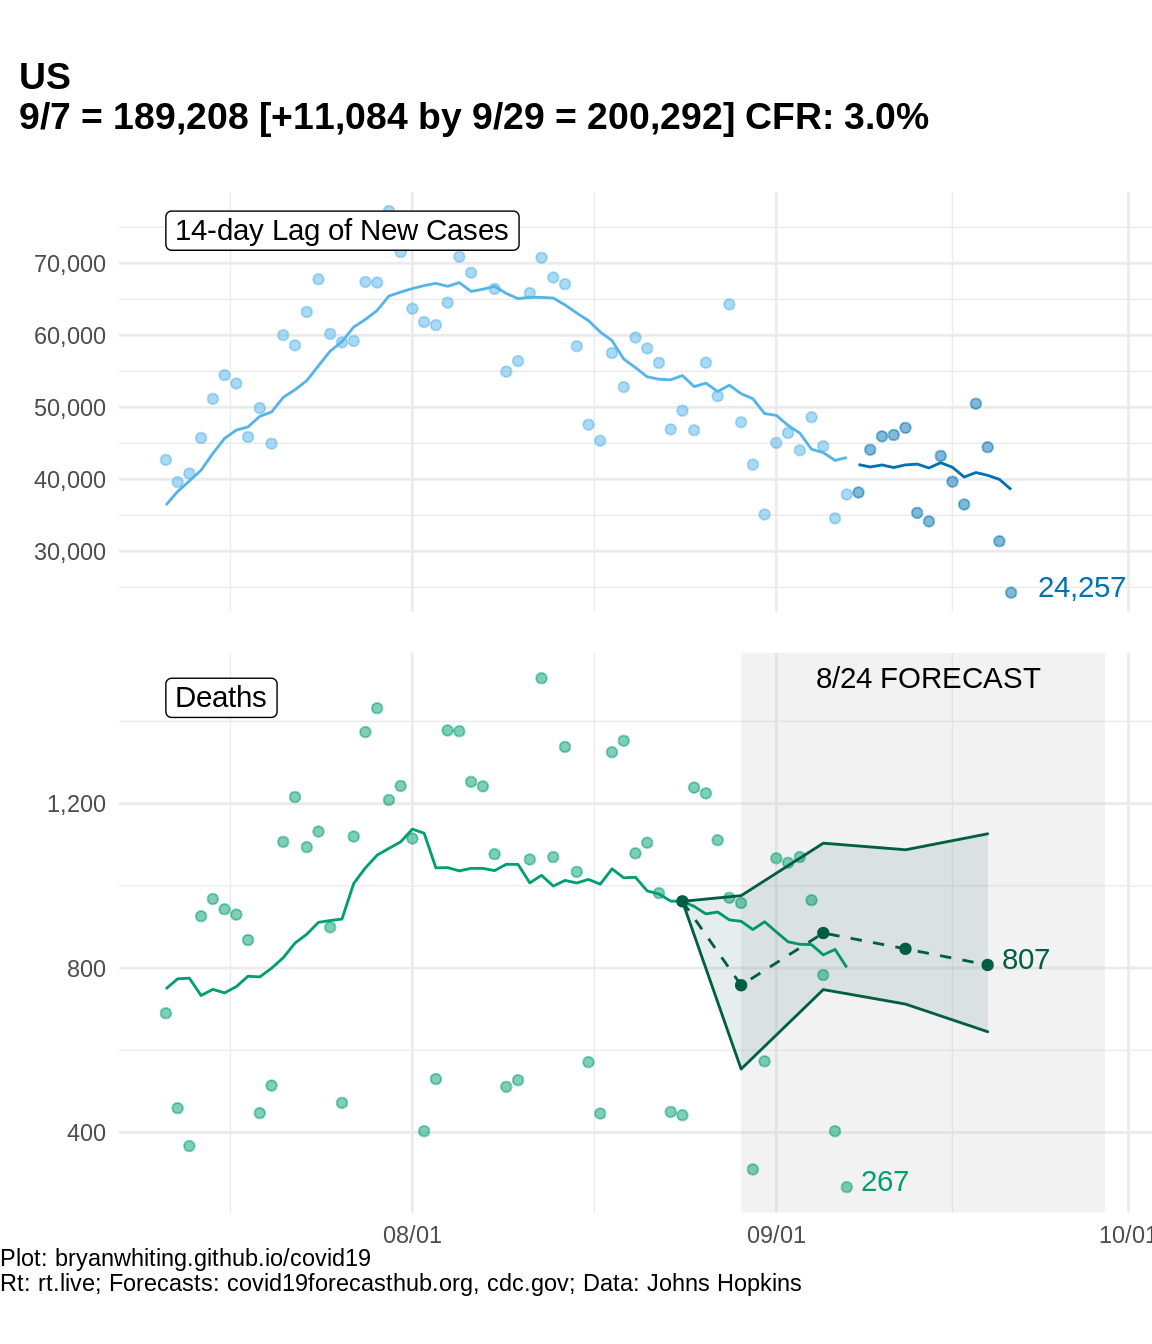 US
9/7 = 189,208 [+11,084 by 9/29 = 200,292] CFR: 3.0%
14-day Lag of New Cases
70,000
60,000
50,000
40,000
30,000
24,257
8/24 FORECAST
Deaths
1,200
800
400
807
267
08/01
09/01
10/01
Plot: bryanwhiting.github.io/covid19
Rt: rt.live; Forecasts: covid19forecasthub.org, cdc.gov; Data: Johns Hopkins